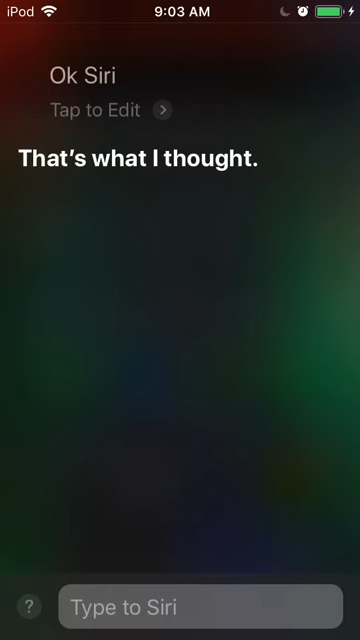 iPod 9:03 AM
Ok Siri
Tap to Edit >
That's what I thought.
? Type to Siri